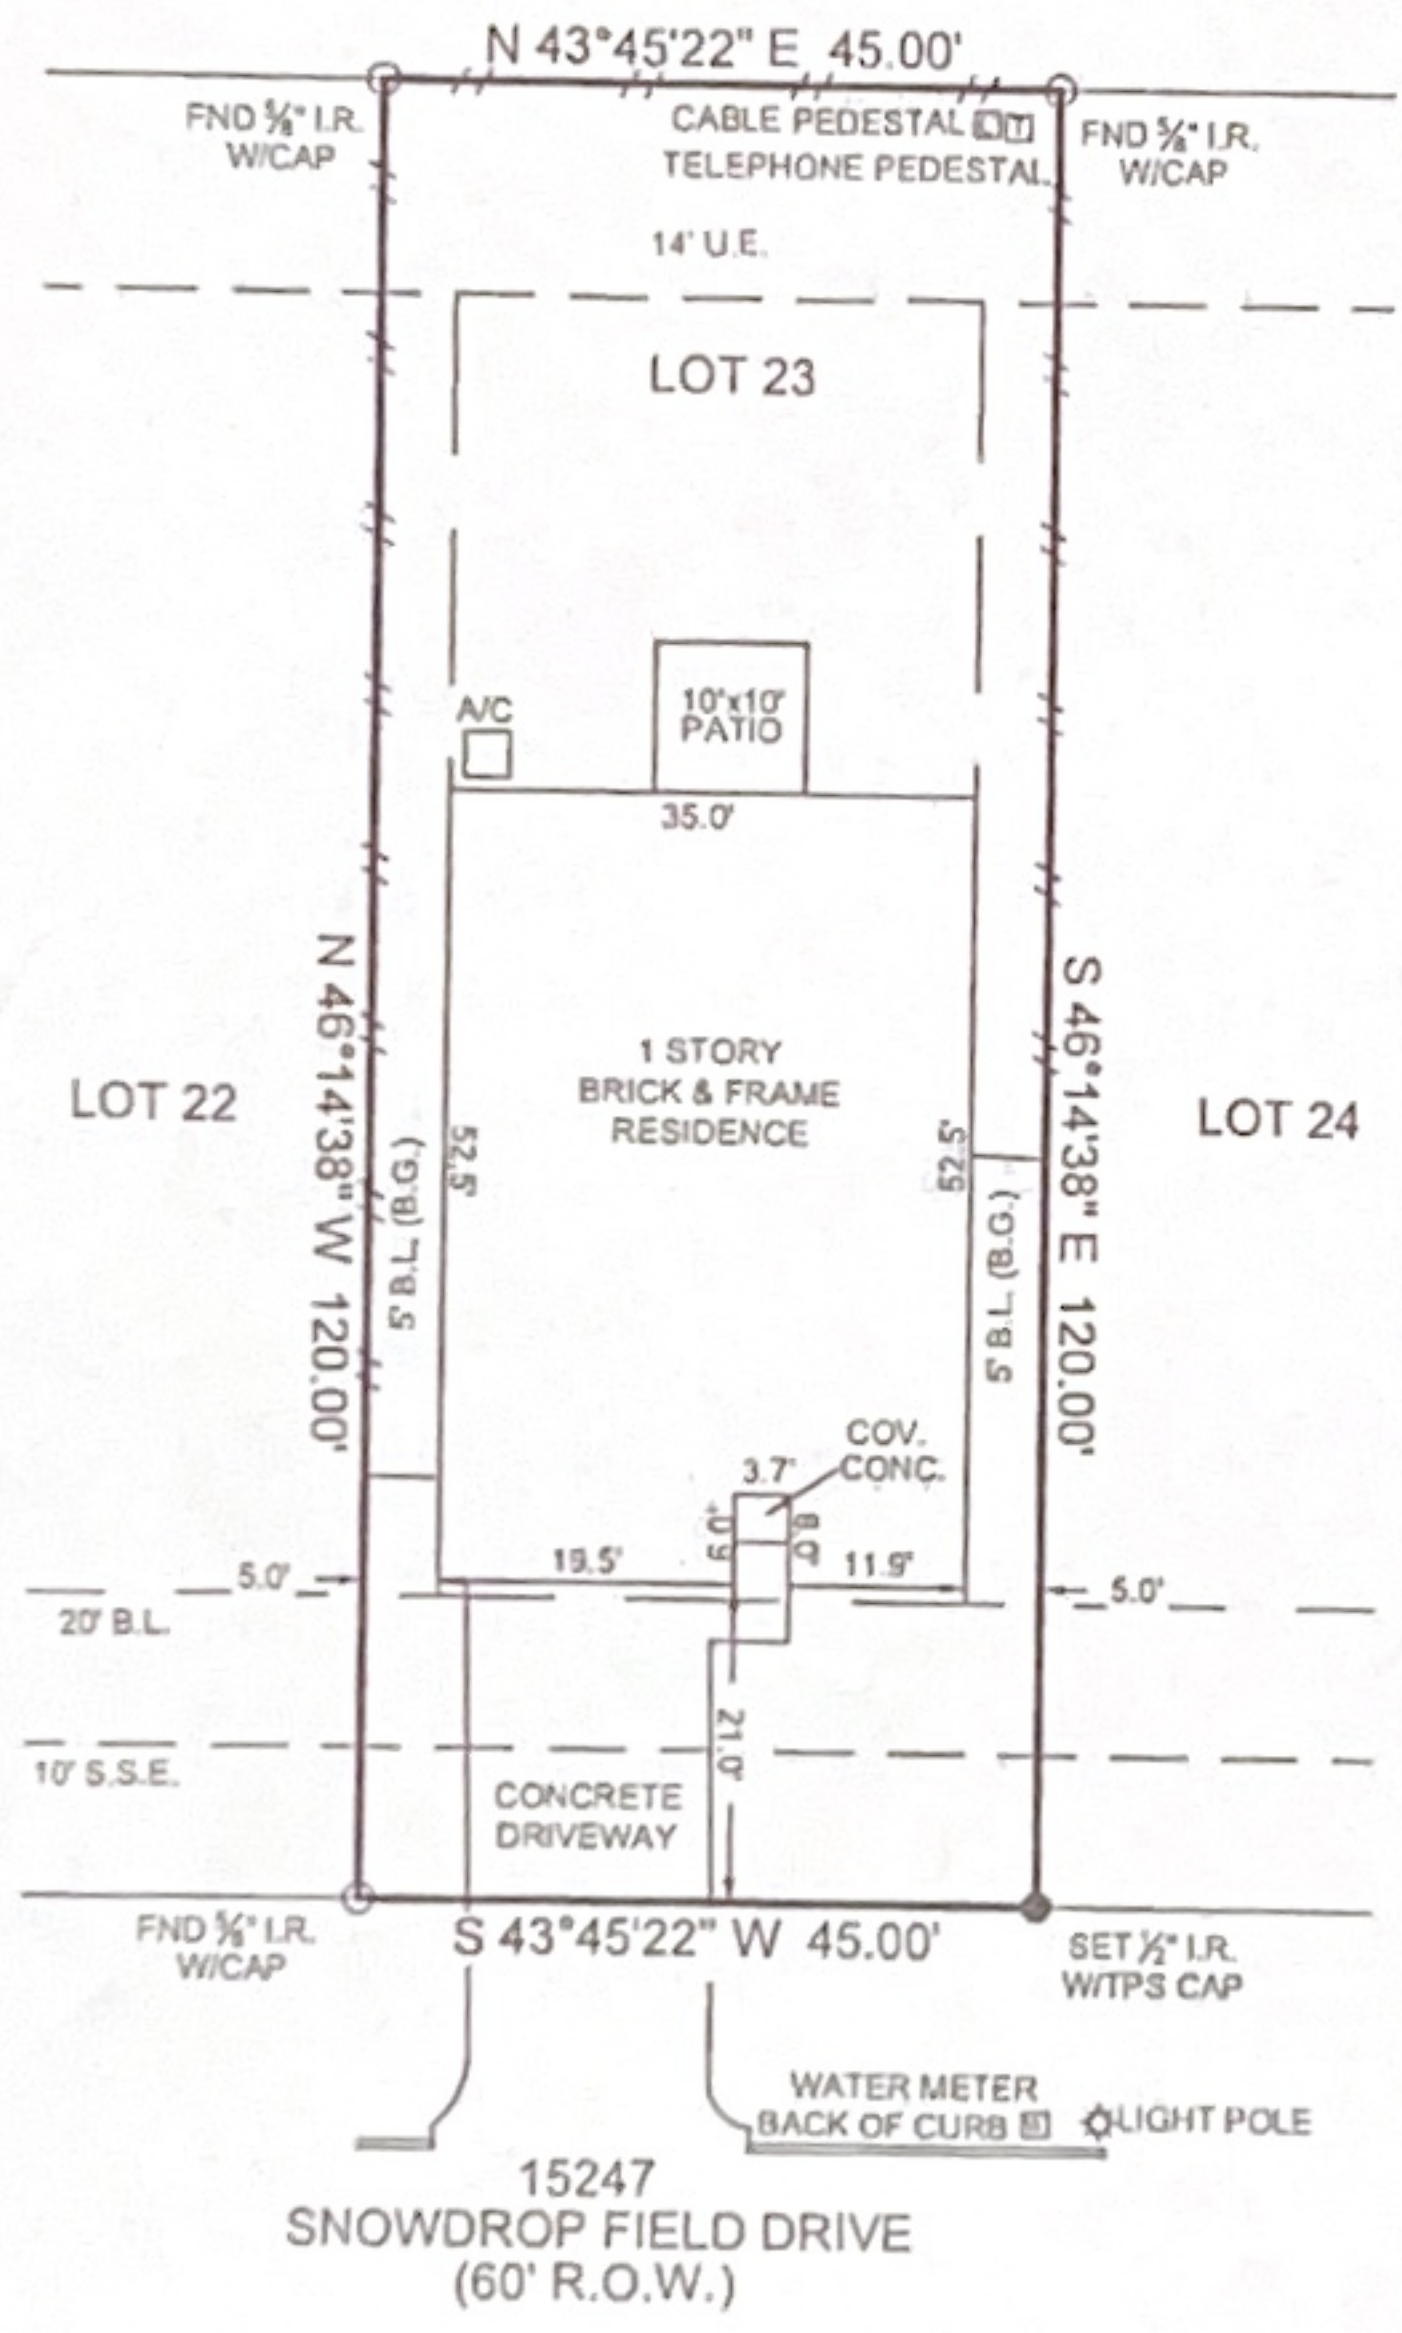 N 43°45'22" E 45.00'
FND ⅝" I.R.
W/CAP
CABLE PEDESTAL
TELEPHONE PEDESTAL
FND ⅝" I.R.
W/CAP
14' U.E.
LOT 23
A/C
10'x10'
PATIO
35.0'
N 46°14'38" W 120.00'
S 46°14'38" E 120.00'
1 STORY
BRICK & FRAME
RESIDENCE
LOT 22
LOT 24
52.5'
52.5'
5' B.L. (B.G.)
5' B.L. (B.G.)
COV.
CONC.
3.7'
8.0'
19.5'
11.9'
5.0'
5.0'
20' B.L.
21.0'
10' S.S.E.
CONCRETE
DRIVEWAY
FND ⅝" I.R.
W/CAP
S 43°45'22" W 45.00'
SET ½" I.R.
W/TPS CAP
WATER METER
BACK OF CURB
LIGHT POLE
15247
SNOWDROP FIELD DRIVE
(60' R.O.W.)